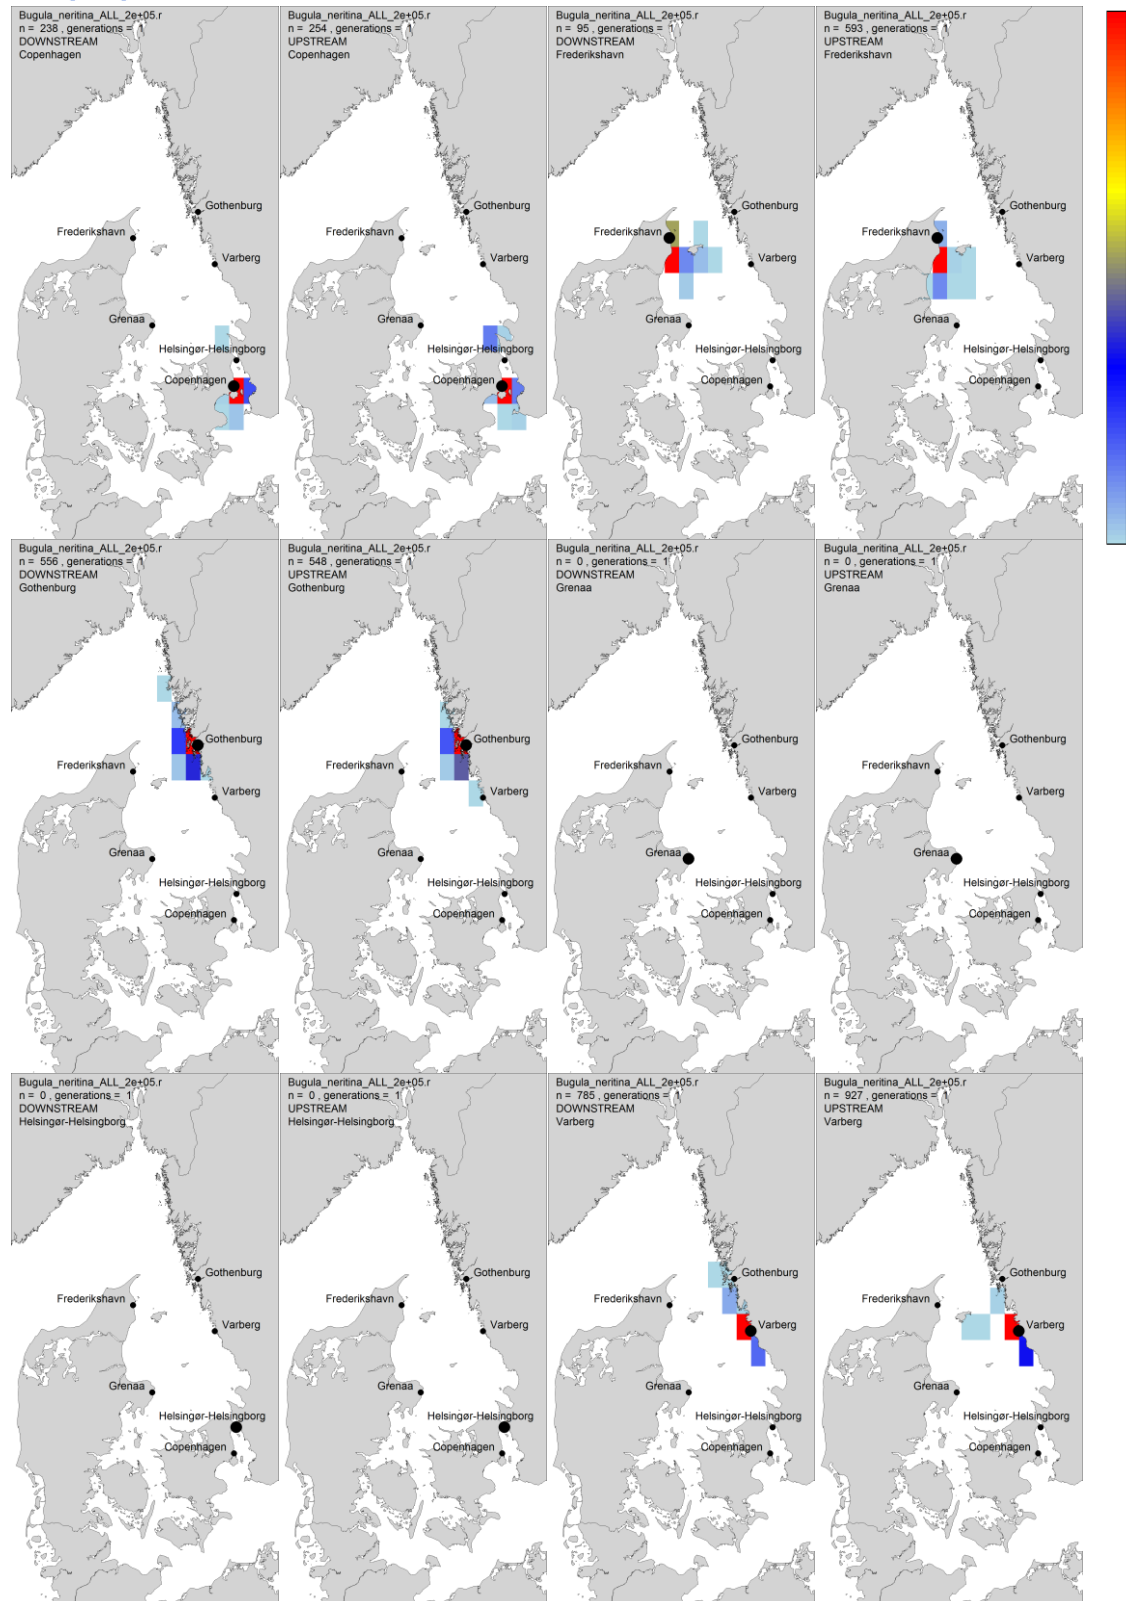 Bugula_neritina_ALL_2e+05.r
n = 238 , generations = 1
DOWNSTREAM
Copenhagen
Gothenburg
Frederikshavn
Varberg
Grenaa
Helsingør-Helsingborg
Copenhagen
Bugula_neritina_ALL_2e+05.r
n = 254 , generations = 1
UPSTREAM
Copenhagen
Gothenburg
Frederikshavn
Varberg
Grenaa
Helsingør-Helsingborg
Copenhagen
Bugula_neritina_ALL_2e+05.r
n = 95 , generations = 1
DOWNSTREAM
Frederikshavn
Gothenburg
Frederikshavn
Varberg
Grenaa
Helsingør-Helsingborg
Copenhagen
Bugula_neritina_ALL_2e+05.r
n = 593 , generations = 1
UPSTREAM
Frederikshavn
Gothenburg
Frederikshavn
Varberg
Grenaa
Helsingør-Helsingborg
Copenhagen
Bugula_neritina_ALL_2e+05.r
n = 556 , generations = 1
DOWNSTREAM
Gothenburg
Gothenburg
Frederikshavn
Varberg
Grenaa
Helsingør-Helsingborg
Copenhagen
Bugula_neritina_ALL_2e+05.r
n = 548 , generations = 1
UPSTREAM
Gothenburg
Gothenburg
Frederikshavn
Varberg
Grenaa
Helsingør-Helsingborg
Copenhagen
Bugula_neritina_ALL_2e+05.r
n = 0 , generations = 1
DOWNSTREAM
Grenaa
Gothenburg
Frederikshavn
Varberg
Grenaa
Helsingør-Helsingborg
Copenhagen
Bugula_neritina_ALL_2e+05.r
n = 0 , generations = 1
UPSTREAM
Grenaa
Gothenburg
Frederikshavn
Varberg
Grenaa
Helsingør-Helsingborg
Copenhagen
Bugula_neritina_ALL_2e+05.r
n = 0 , generations = 1
DOWNSTREAM
Helsingør-Helsingborg
Gothenburg
Frederikshavn
Varberg
Grenaa
Helsingør-Helsingborg
Copenhagen
Bugula_neritina_ALL_2e+05.r
n = 0 , generations = 1
UPSTREAM
Helsingør-Helsingborg
Gothenburg
Frederikshavn
Varberg
Grenaa
Helsingør-Helsingborg
Copenhagen
Bugula_neritina_ALL_2e+05.r
n = 785 , generations = 1
DOWNSTREAM
Varberg
Gothenburg
Frederikshavn
Varberg
Grenaa
Helsingør-Helsingborg
Copenhagen
Bugula_neritina_ALL_2e+05.r
n = 927 , generations = 1
UPSTREAM
Varberg
Gothenburg
Frederikshavn
Varberg
Grenaa
Helsingør-Helsingborg
Copenhagen